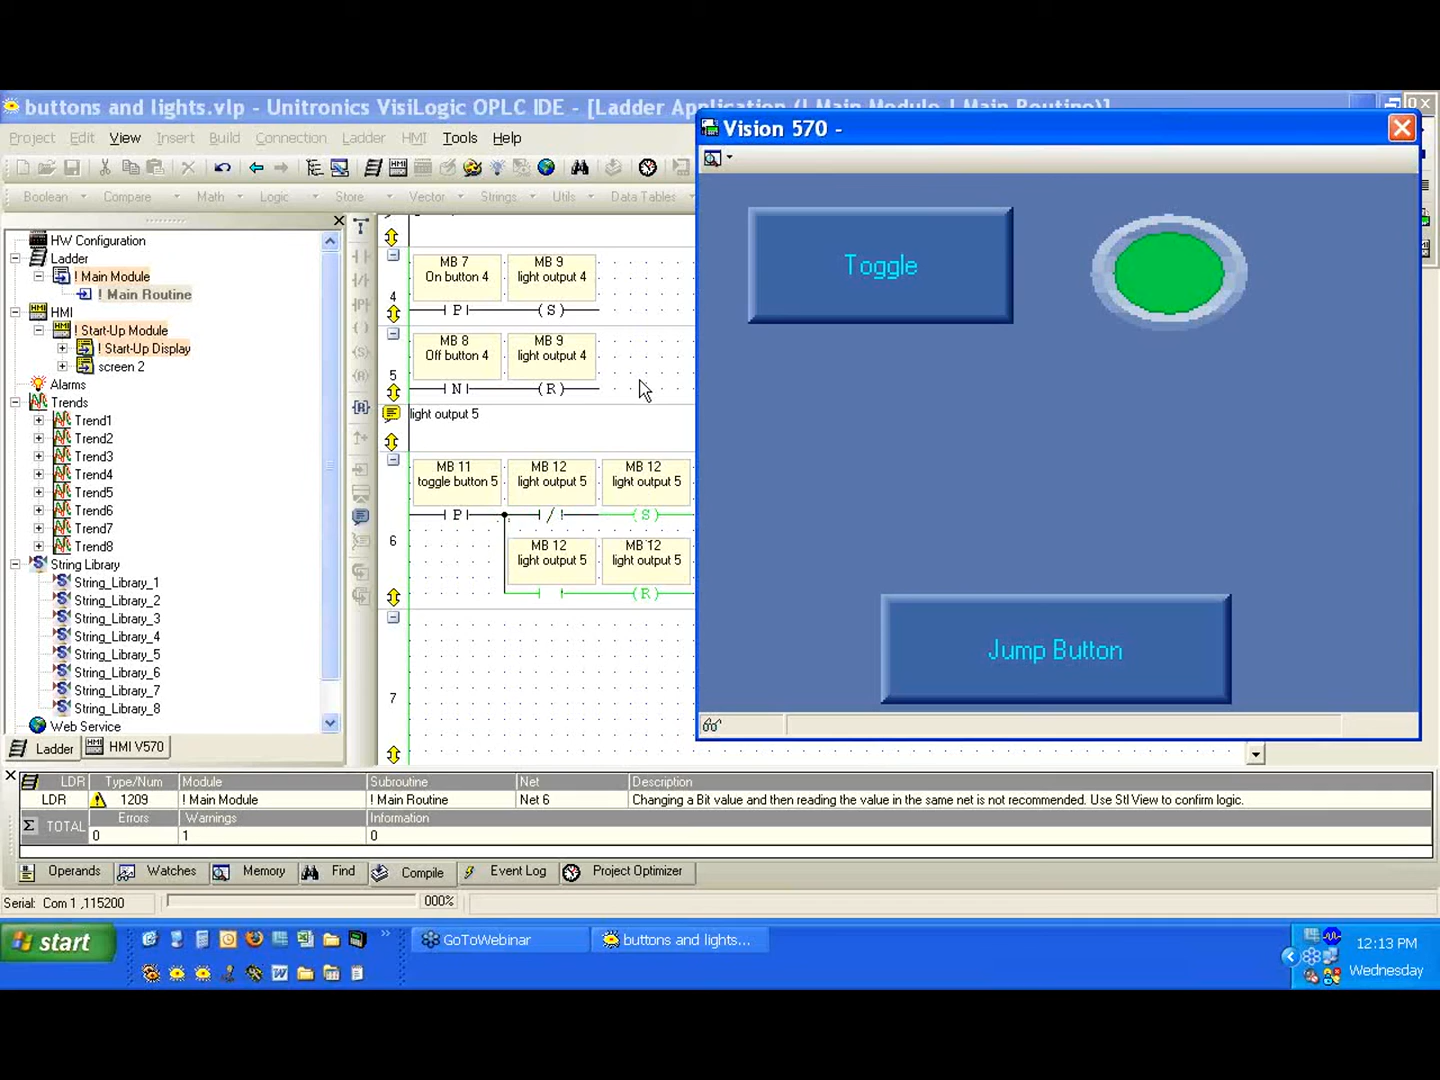 buttons and lights.vlp - Unitronics VisiLogic OPLC IDE - [Ladder Application (! Main Module ! Main Routine)]
Project Edit View Insert Build Connection Ladder HMI Tools Help
Boolean Compare Math Logic Store Vector Strings Utils Data Tables
HW Configuration
Ladder
! Main Module
! Main Routine
HMI
! Start-Up Module
! Start-Up Display
screen 2
Alarms
Trends
Trend1
Trend2
Trend3
Trend4
Trend5
Trend6
Trend7
Trend8
String Library
String_Library_1
String_Library_2
String_Library_3
String_Library_4
String_Library_5
String_Library_6
String_Library_7
String_Library_8
Web Service
Ladder HMI V570
MB 7 MB 9
On button 4 light output 4
4
P (S)
MB 8 MB 9
Off button 4 light output 4
5
N (R)
light output 5
MB 11 MB 12 MB 12
toggle button 5 light output 5 light output 5
P / (S)
6
MB 12 MB 12
light output 5 light output 5
(R)
7
Vision 570 -
Toggle
Jump Button
LDR Type/Num Module Subroutine Net Description
LDR 1209 ! Main Module ! Main Routine Net 6 Changing a Bit value and then reading the value in the same net is not recommended. Use Stl View to confirm logic.
Σ TOTAL Errors Warnings Information
0 1 0
Operands Watches Memory Find Compile Event Log Project Optimizer
Serial: Com 1 ,115200 000%
start GoToWebinar buttons and lights...
12:13 PM
Wednesday